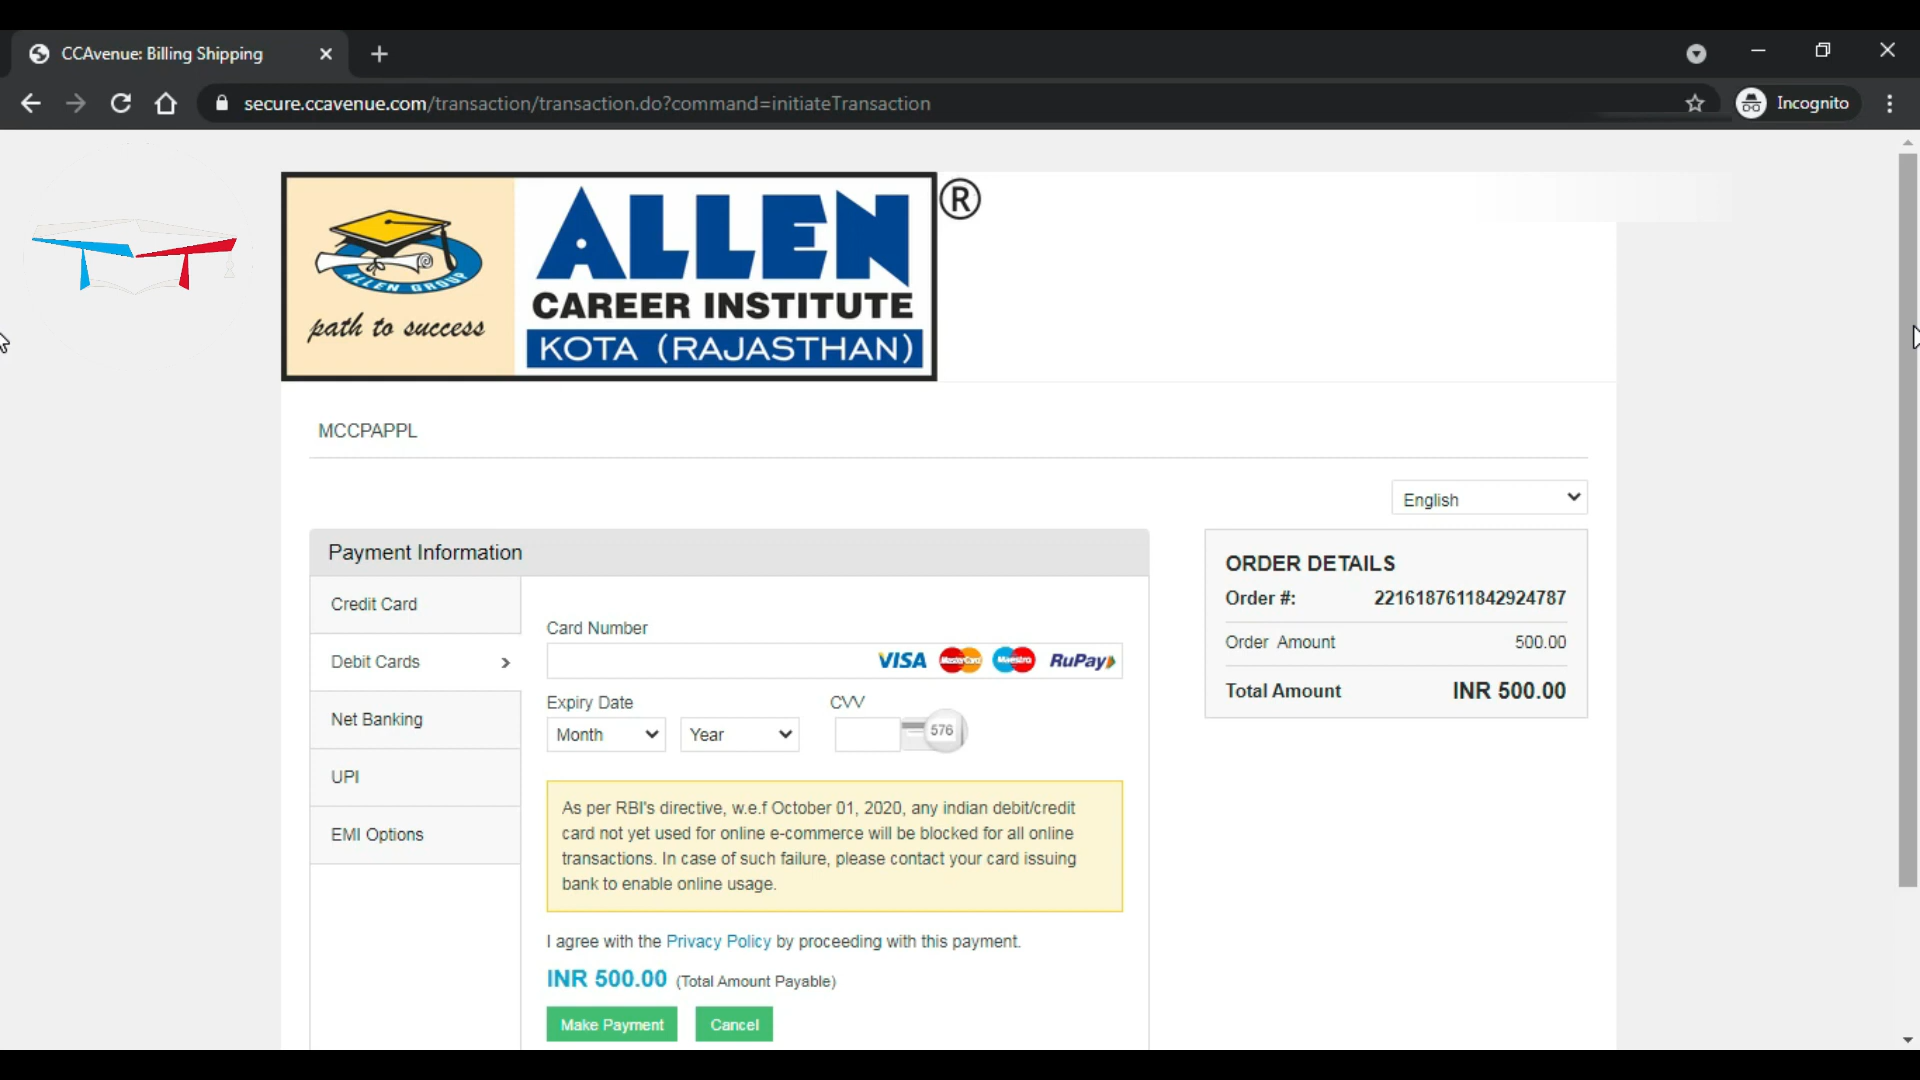 CCAvenue: Billing Shipping
secure.ccavenue.com/transaction/transaction.do?command=initiateTransaction
Incognito
ALLEN GROUP
path to success
ALLEN®
CAREER INSTITUTE
KOTA (RAJASTHAN)
MCCPAPPL
English
Payment Information
Credit Card
Debit Cards
Net Banking
UPI
EMI Options
Card Number
VISA MasterCard Maestro RuPay
Expiry Date CVV
Month Year 576
As per RBI's directive, w.e.f October 01, 2020, any indian debit/credit
card not yet used for online e-commerce will be blocked for all online
transactions. In case of such failure, please contact your card issuing
bank to enable online usage.
I agree with the Privacy Policy by proceeding with this payment.
INR 500.00 (Total Amount Payable)
Make Payment Cancel
ORDER DETAILS
Order #: 2216187611842924787
Order Amount 500.00
Total Amount INR 500.00